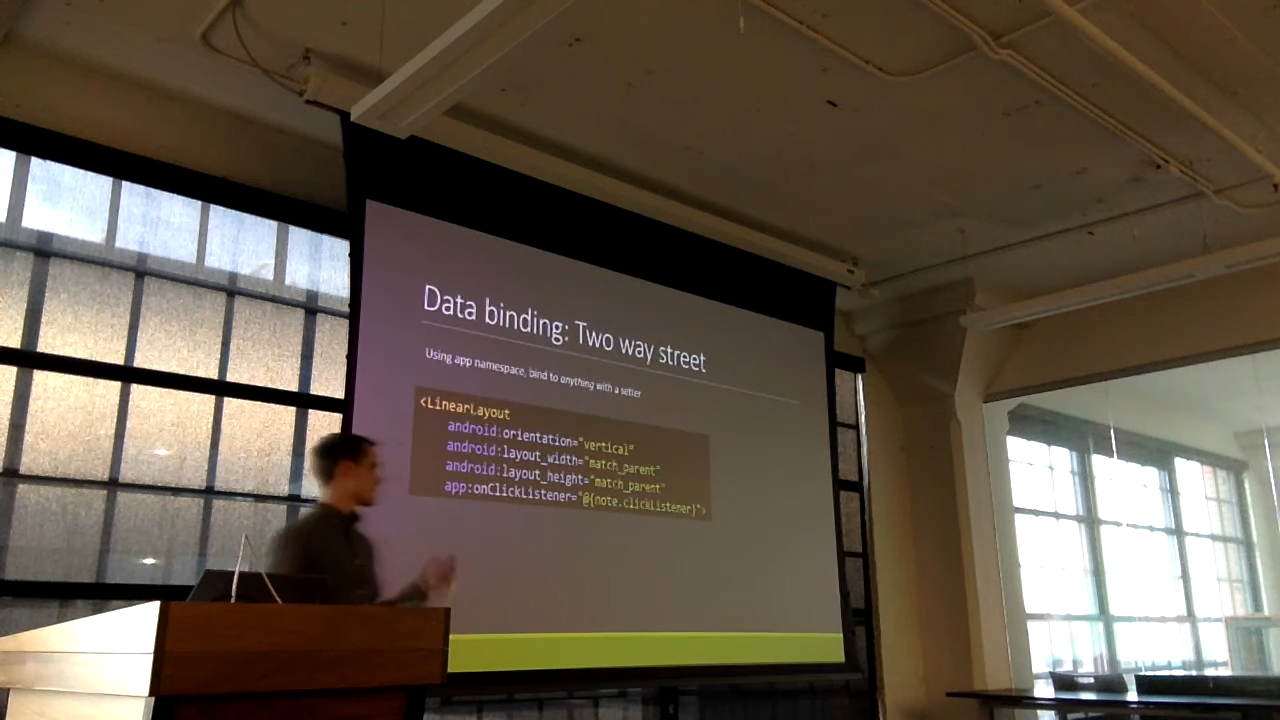 Data binding: Two way street
Using app namespace, bind to anything with a setter
<LinearLayout
android:orientation="vertical"
android:layout_width="match_parent"
android:layout_height="match_parent"
app:onClickListener="@{note.clickListener}">